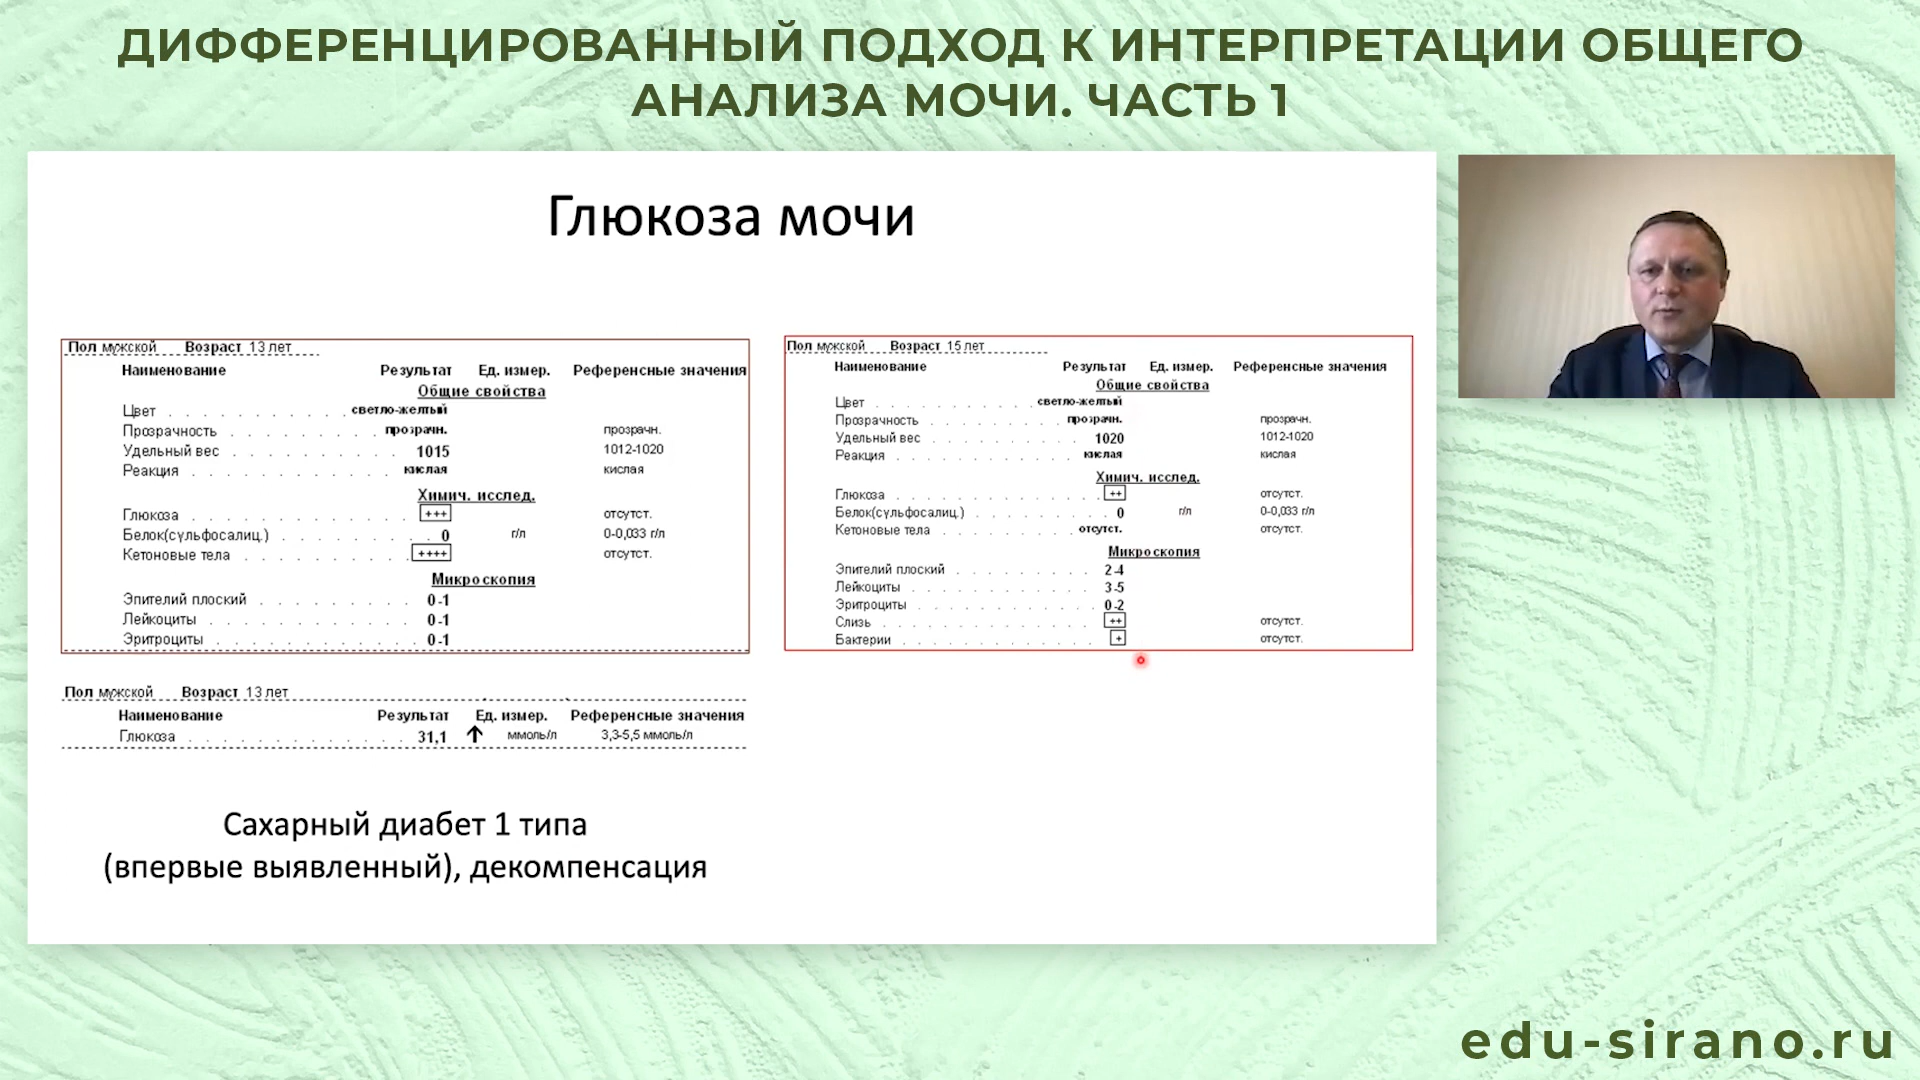 ДИФФЕРЕНЦИРОВАННЫЙ ПОДХОД К ИНТЕРПРЕТАЦИИ ОБЩЕГО
АНАЛИЗА МОЧИ. ЧАСТЬ 1
Глюкоза мочи
Пол мужской Возраст 13 лет
Наименование Результат Ед. измер. Референсные значения
Общие свойства
Цвет . . . . . . . . . . светло-желтый
Прозрачность . . . . . . . . . прозрачн. прозрачн.
Удельный вес . . . . . . . . . 1015 1012-1020
Реакция . . . . . . . . . . . кислая кислая
Химич. исслед.
Глюкоза . . . . . . . . . . . +++ отсутст.
Белок(сульфосалиц.) . . . . . . . . 0 г/л 0-0,033 г/л
Кетоновые тела . . . . . . . . . ++++ отсутст.
Микроскопия
Эпителий плоский . . . . . . . . 0-1
Лейкоциты . . . . . . . . . . 0-1
Эритроциты . . . . . . . . . . 0-1
Пол мужской Возраст 13 лет
Наименование Результат Ед. измер. Референсные значения
Глюкоза . . . . . . . . . . . . 31,1 ↑ ммоль/л 3,3-5,5 ммоль/л
Сахарный диабет 1 типа
(впервые выявленный), декомпенсация
Пол мужской Возраст 15 лет
Наименование Результат Ед. измер. Референсные значения
Общие свойства
Цвет . . . . . . . . . . светло-желтый
Прозрачность . . . . . . . . . прозрачн. прозрачн.
Удельный вес . . . . . . . . . 1020 1012-1020
Реакция . . . . . . . . . . . кислая кислая
Химич. исслед.
Глюкоза . . . . . . . . . . . ++ отсутст.
Белок(сульфосалиц.) . . . . . . . . 0 г/л 0-0,033 г/л
Кетоновые тела . . . . . . . . . отсутст. отсутст.
Микроскопия
Эпителий плоский . . . . . . . . 2-4
Лейкоциты . . . . . . . . . . 3-5
Эритроциты . . . . . . . . . . 0-2
Слизь . . . . . . . . . . . . ++ отсутст.
Бактерии . . . . . . . . . . . + отсутст.
edu-sirano.ru